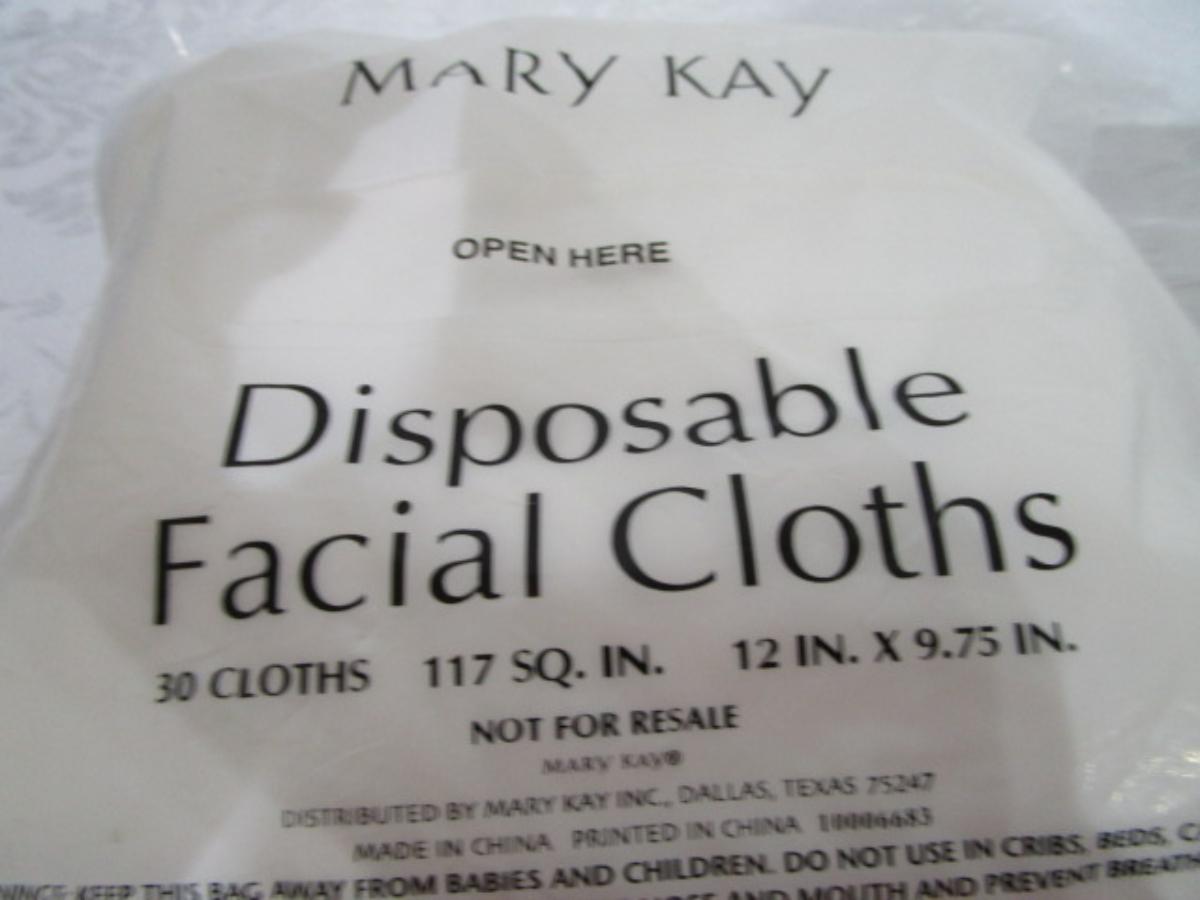 MARY KAY
OPEN HERE
Disposable
Facial Cloths
30 CLOTHS 117 SQ. IN. 12 IN. X 9.75 IN.
NOT FOR RESALE
MARY KAY®
DISTRIBUTED BY MARY KAY INC., DALLAS, TEXAS 75247
MADE IN CHINA PRINTED IN CHINA 10006683
KEEP THIS BAG AWAY FROM BABIES AND CHILDREN. DO NOT USE IN CRIBS, BEDS,
AND MOUTH AND PREVENT